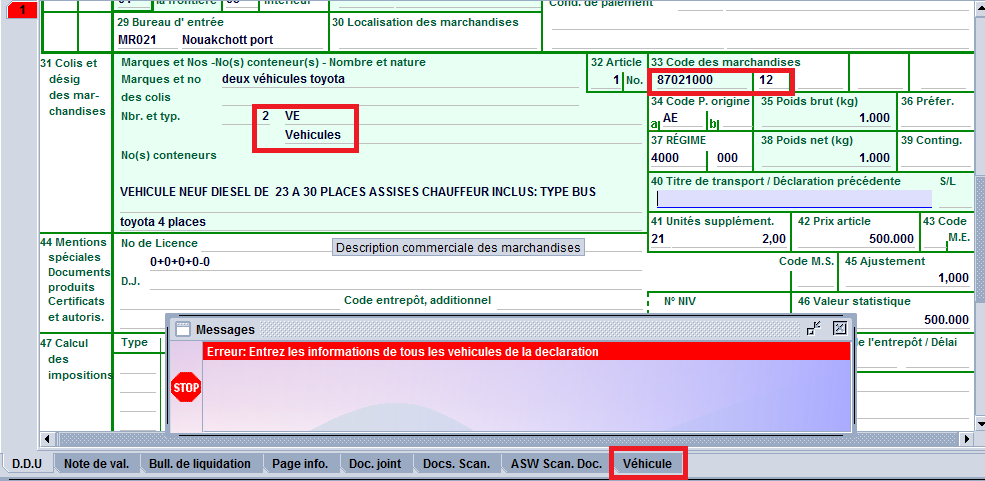 1
la frontière
Intérieur
Cond. de paiement
29 Bureau d' entrée
30 Localisation des marchandises
MR021 Nouakchott port
31 Colis et
désig
des mar-
chandises
Marques et Nos -No(s) conteneur(s) - Nombre et nature
Marques et no deux véhicules toyota
des colis
Nbr. et typ. 2 VE
Vehicules
No(s) conteneurs
VEHICULE NEUF DIESEL DE 23 A 30 PLACES ASSISES CHAUFFEUR INCLUS: TYPE BUS
toyota 4 places
32 Article
1 No.
33 Code des marchandises
87021000 12
34 Code P. origine
a AE b
35 Poids brut (kg)
1.000
36 Préfer.
37 RÉGIME
4000 000
38 Poids net (kg)
1.000
39 Conting.
40 Titre de transport / Déclaration précédente S/L
41 Unités supplément.
21 2,00
42 Prix article
500.000
43 Code
M.E.
44 Mentions
spéciales
Documents
produits
Certificats
et autoris.
No de Licence
Description commerciale des marchandises
0+0+0+0-0
D.J.
Code entrepôt, additionnel
Code M.S.
45 Ajustement
1,000
N° NIV
46 Valeur statistique
500.000
47 Calcul
des
impositions
Type
e l'entrepôt / Délai
Messages
Erreur: Entrez les informations de tous les vehicules de la declaration
STOP
D.D.U Note de val. Bull. de liquidation Page info. Doc. joint Docs. Scan. ASW Scan. Doc. Véhicule